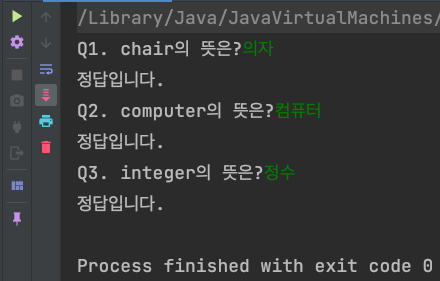 /Library/Java/JavaVirtualMachines/
Q1. chair의 뜻은?의자
정답입니다.
Q2. computer의 뜻은?컴퓨터
정답입니다.
Q3. integer의 뜻은?정수
정답입니다.
Process finished with exit code 0